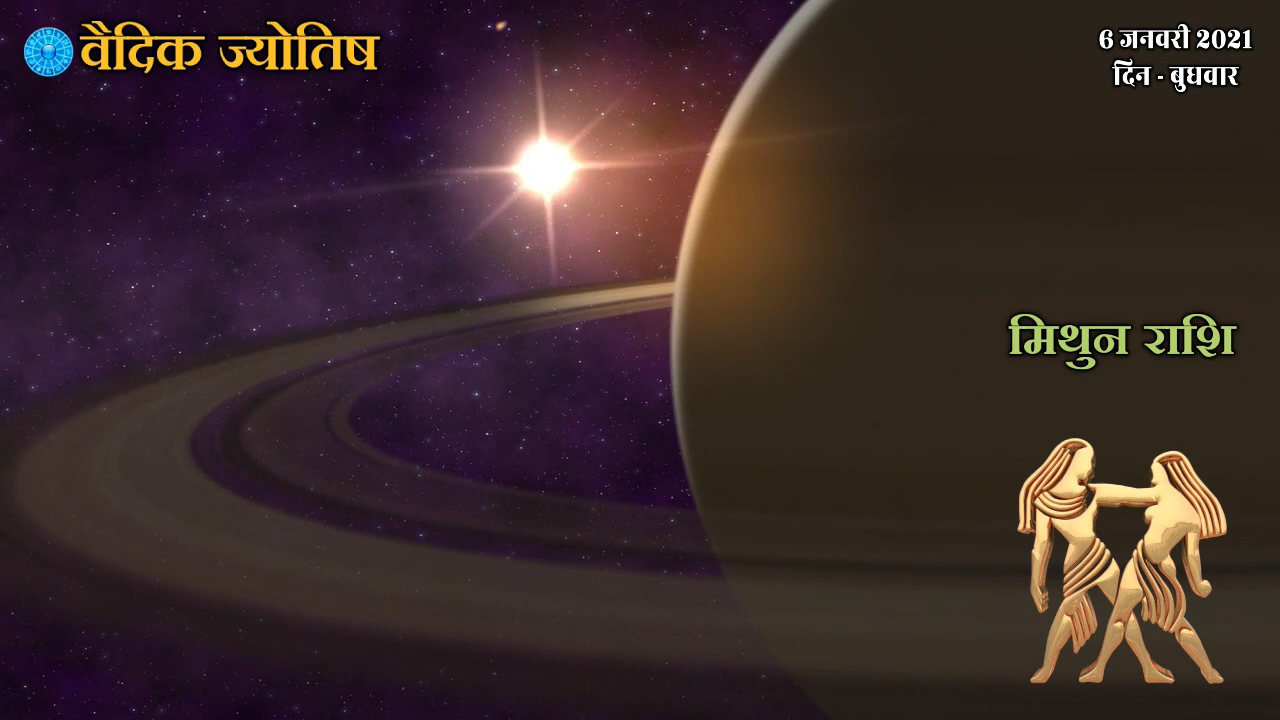 वैदिक ज्योतिष
6 जनवरी 2021
दिन - बुधवार
मिथुन राशि